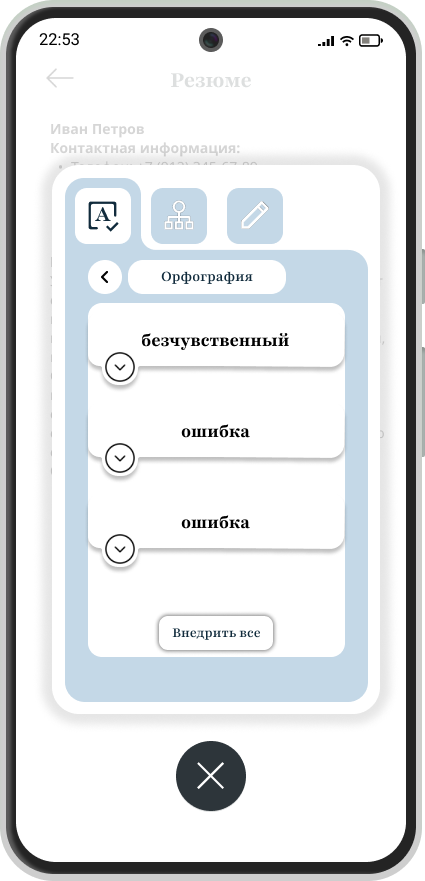 22:53
Резюме
Иван Петров
Контактная информация:
Орфография
безчувственный
ошибка
ошибка
Внедрить все